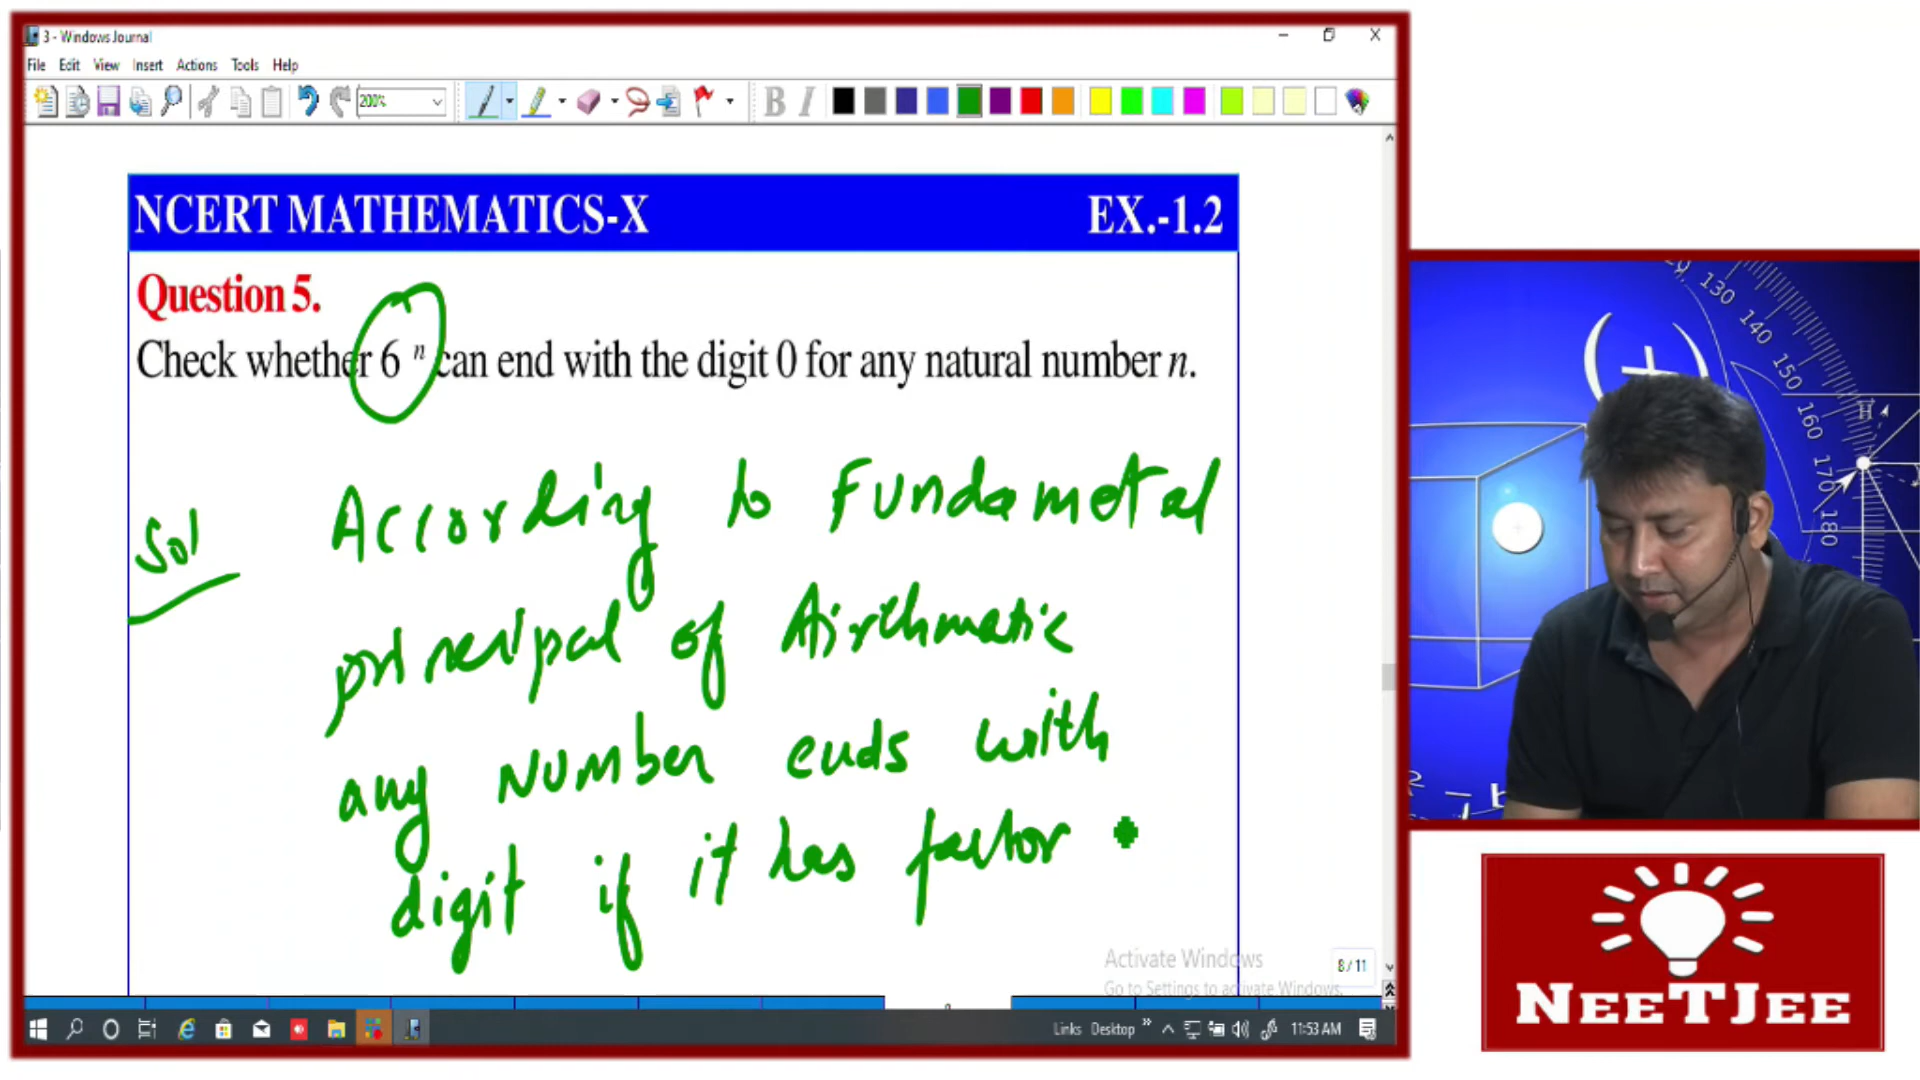 3 - Windows Journal
File Edit View Insert Actions Tools Help
200%
B I
NCERT MATHEMATICS-X EX.-1.2
Question 5.
Check whether 6 n can end with the digit 0 for any natural number n.
Sol
According to Fundametal
principal of Airthmatic
any number ends with
digit if it has factor
Activate Windows
Go to Settings to activate Windows.
8 / 11
Links Desktop
11:53 AM
130
140
150
160
170
180
(+)
NEETJEE